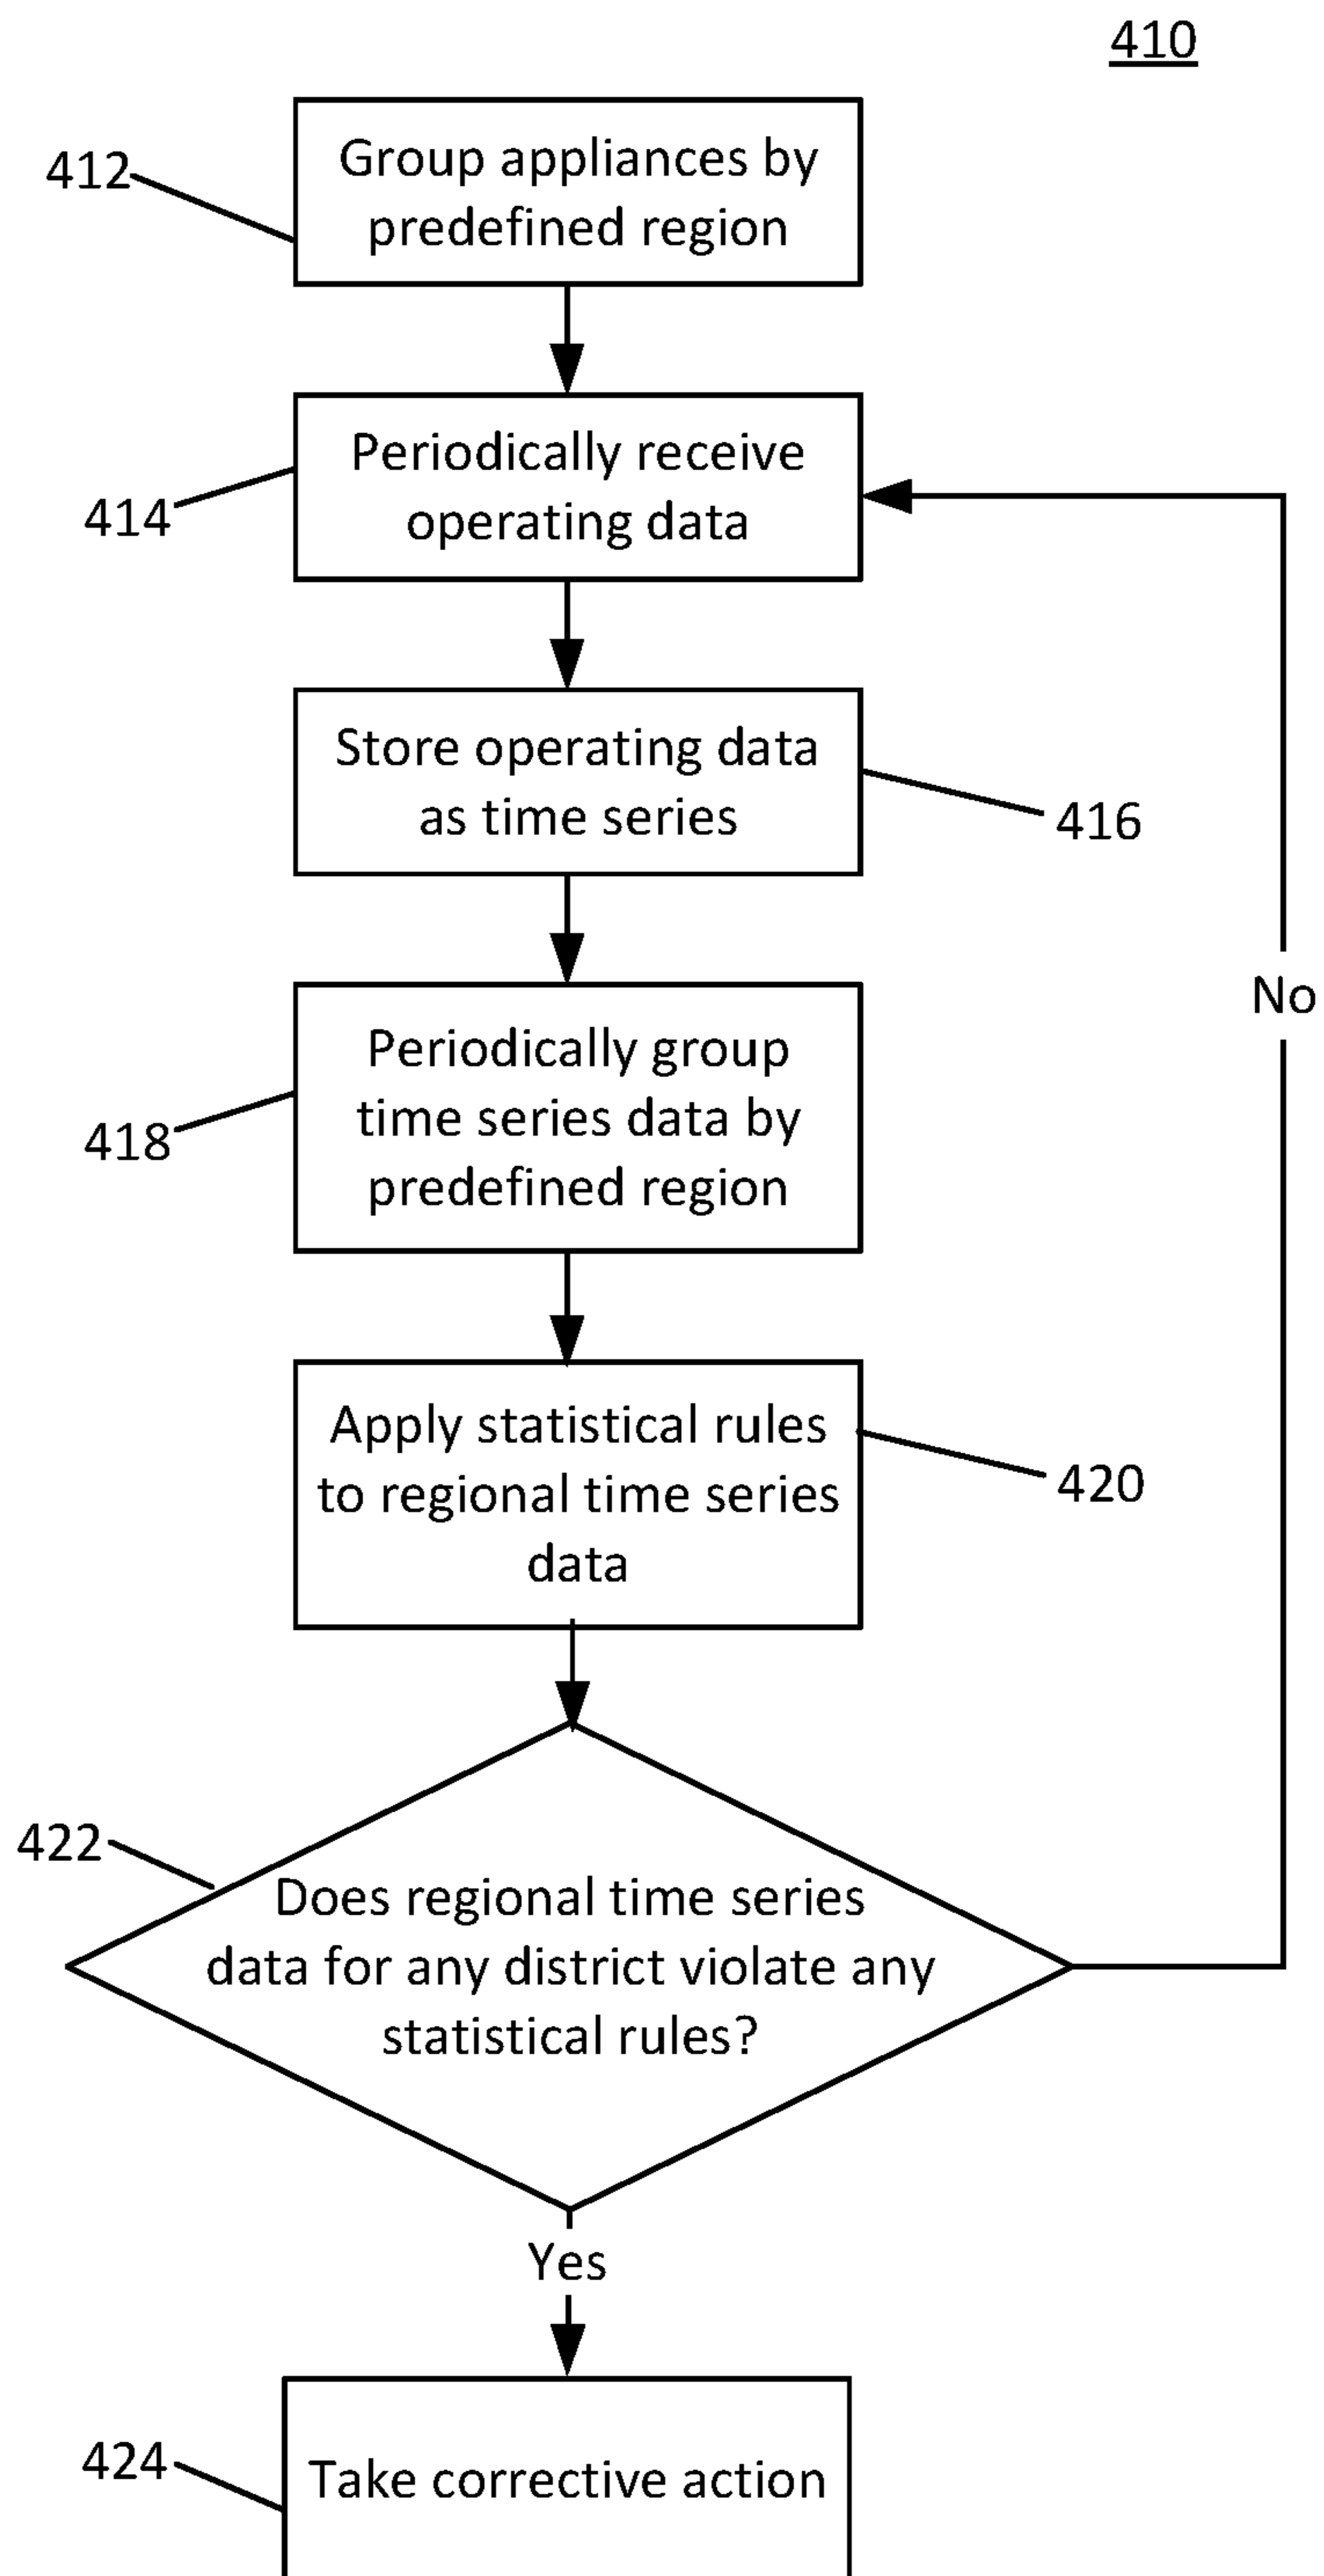 410
412
Group appliances by
predefined region
Periodically receive
operating data
414
Store operating data
as time series
416
No
Periodically group
time series data by
predefined region
418
Apply statistical rules
to regional time series
data
420
422
Does regional time series
data for any district violate any
statistical rules?
Yes
424
Take corrective action